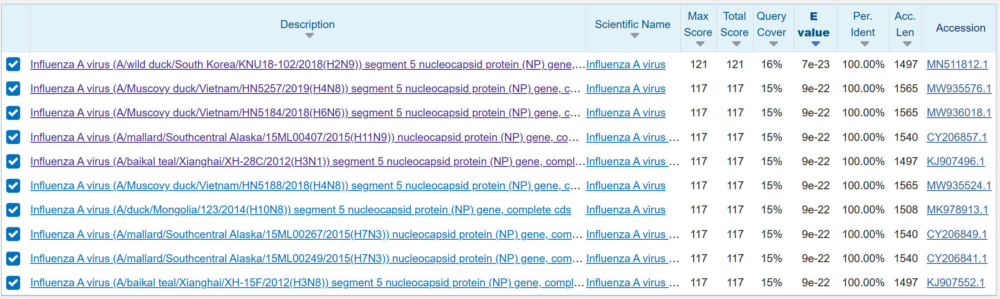 Description Scientific Name Max Score Total Score Query Cover E value Per. Ident Acc. Len Accession
Influenza A virus (A/wild duck/South Korea/KNU18-102/2018(H2N9)) segment 5 nucleocapsid protein (NP) gene,... Influenza A virus 121 121 16% 7e-23 100.00% 1497 MN511812.1
Influenza A virus (A/Muscovy duck/Vietnam/HN5257/2019(H4N8)) segment 5 nucleocapsid protein (NP) gene, c... Influenza A virus 117 117 15% 9e-22 100.00% 1565 MW935576.1
Influenza A virus (A/Muscovy duck/Vietnam/HN5184/2018(H6N6)) segment 5 nucleocapsid protein (NP) gene, c... Influenza A virus 117 117 15% 9e-22 100.00% 1565 MW936018.1
Influenza A virus (A/mallard/Southcentral Alaska/15ML00407/2015(H11N9)) nucleocapsid protein (NP) gene, co... Influenza A virus ... 117 117 15% 9e-22 100.00% 1540 CY206857.1
Influenza A virus (A/baikal teal/Xianghai/XH-28C/2012(H3N1)) segment 5 nucleocapsid protein (NP) gene, compl... Influenza A virus ... 117 117 15% 9e-22 100.00% 1497 KJ907496.1
Influenza A virus (A/Muscovy duck/Vietnam/HN5188/2018(H4N8)) segment 5 nucleocapsid protein (NP) gene, c... Influenza A virus 117 117 15% 9e-22 100.00% 1565 MW935524.1
Influenza A virus (A/duck/Mongolia/123/2014(H10N8)) segment 5 nucleocapsid protein (NP) gene, complete cds Influenza A virus 117 117 15% 9e-22 100.00% 1508 MK978913.1
Influenza A virus (A/mallard/Southcentral Alaska/15ML00267/2015(H7N3)) nucleocapsid protein (NP) gene, com... Influenza A virus ... 117 117 15% 9e-22 100.00% 1540 CY206849.1
Influenza A virus (A/mallard/Southcentral Alaska/15ML00249/2015(H7N3)) nucleocapsid protein (NP) gene, com... Influenza A virus ... 117 117 15% 9e-22 100.00% 1540 CY206841.1
Influenza A virus (A/baikal teal/Xianghai/XH-15F/2012(H3N8)) segment 5 nucleocapsid protein (NP) gene, compl... Influenza A virus ... 117 117 15% 9e-22 100.00% 1497 KJ907552.1